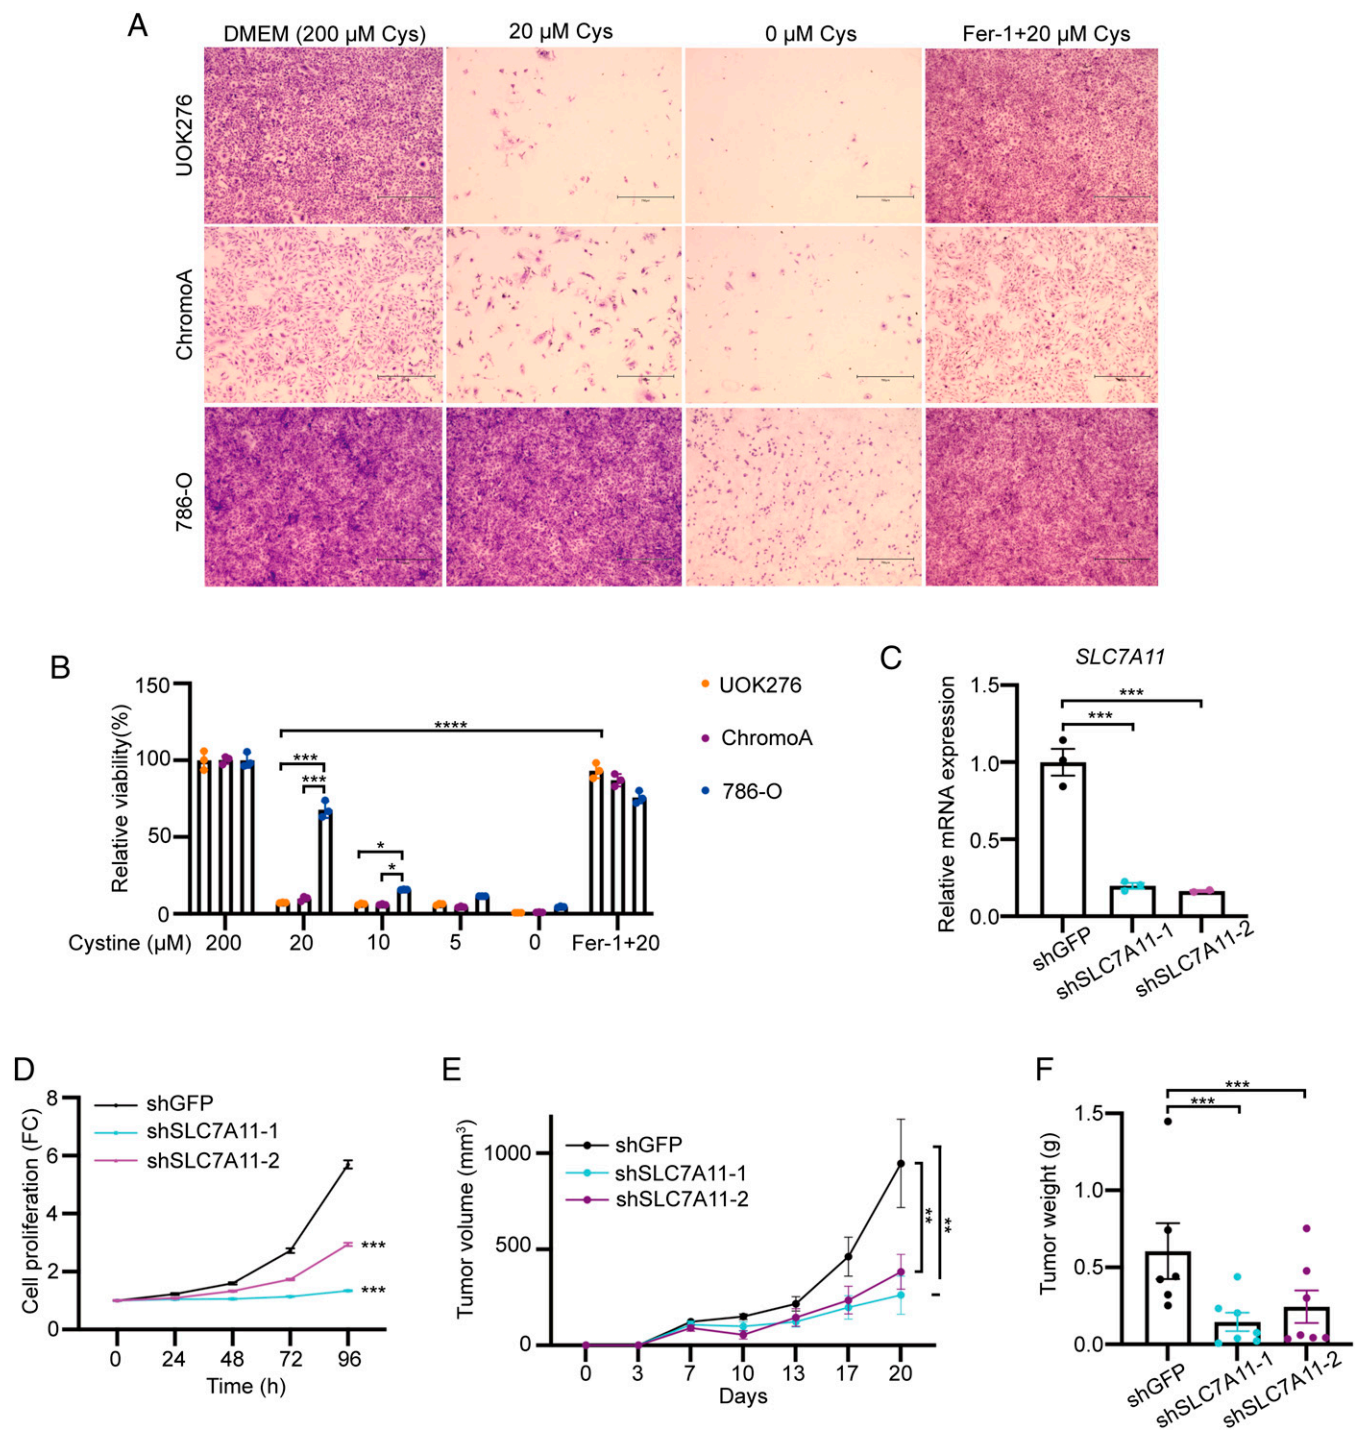 A
DMEM (200 µM Cys)
20 µM Cys
0 µM Cys
Fer-1+20 µM Cys
UOK276
ChromoA
786-O
B
Relative viability(%)
150
100
50
0
****
***
***
*
*
Cystine (µM)
200
20
10
5
0
Fer-1+20
UOK276
ChromoA
786-O
C
SLC7A11
Relative mRNA expression
1.5
1.0
0.5
0.0
***
***
shGFP
shSLC7A11-1
shSLC7A11-2
D
Cell proliferation (FC)
8
6
4
2
0
shGFP
shSLC7A11-1
shSLC7A11-2
***
***
0 24 48 72 96
Time (h)
E
Tumor volume (mm³)
1000
500
0
shGFP
shSLC7A11-1
shSLC7A11-2
**
**
0 3 7 10 13 17 20
Days
F
Tumor weight (g)
1.5
1.0
0.5
0.0
***
***
shGFP
shSLC7A11-1
shSLC7A11-2